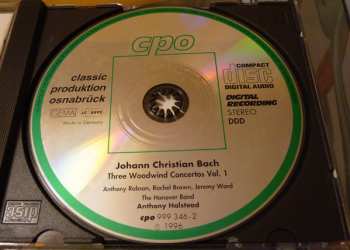 cpo
classic
produktion
osnabrück
GEMA
Made in Germany
COMPACT
disc
DIGITAL AUDIO
DIGITAL
RECORDING
STEREO
DDD
Johann Christian Bach
Three Woodwind Concertos Vol. 1
Anthony Robson, Rachel Brown, Jeremy Ward
The Hanover Band
Anthony Halstead
cpo 999 346-2
℗ 1996
disc